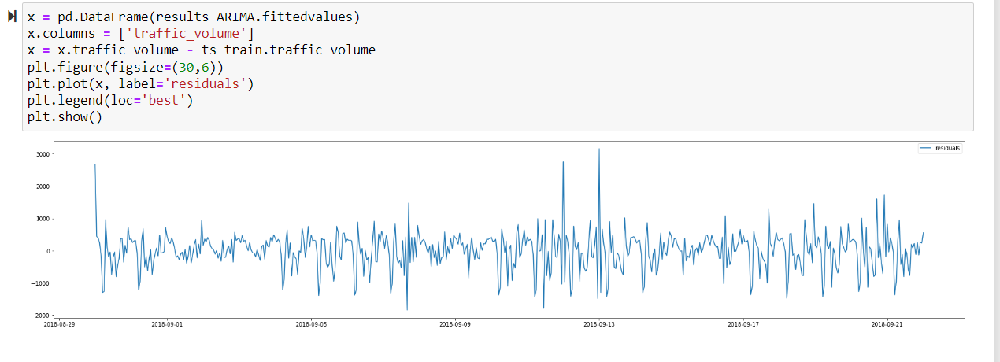 x = pd.DataFrame(results_ARIMA.fittedvalues)
x.columns = ['traffic_volume']
x = x.traffic_volume - ts_train.traffic_volume
plt.figure(figsize=(30,6))
plt.plot(x, label='residuals')
plt.legend(loc='best')
plt.show()
residuals
3000
2000
1000
0
−1000
−2000
2018-08-29 2018-09-01 2018-09-05 2018-09-09 2018-09-13 2018-09-17 2018-09-21